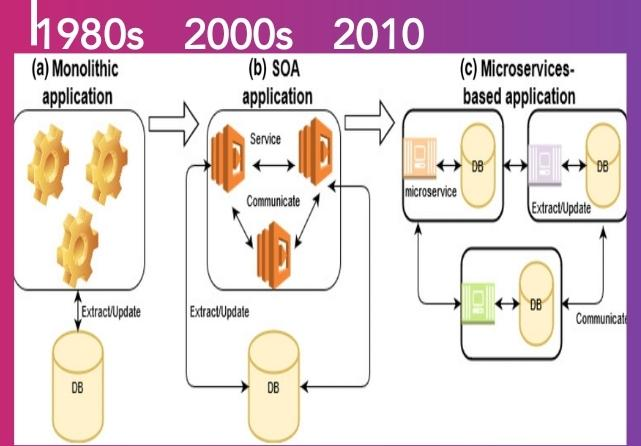 1980s 2000s 2010
(a) Monolithic
application
(b) SOA
application
(c) Microservices-
based application
Extract/Update
DB
Service
Communicate
Extract/Update
DB
DB
microservice
DB
Extract/Update
DB
Communicate